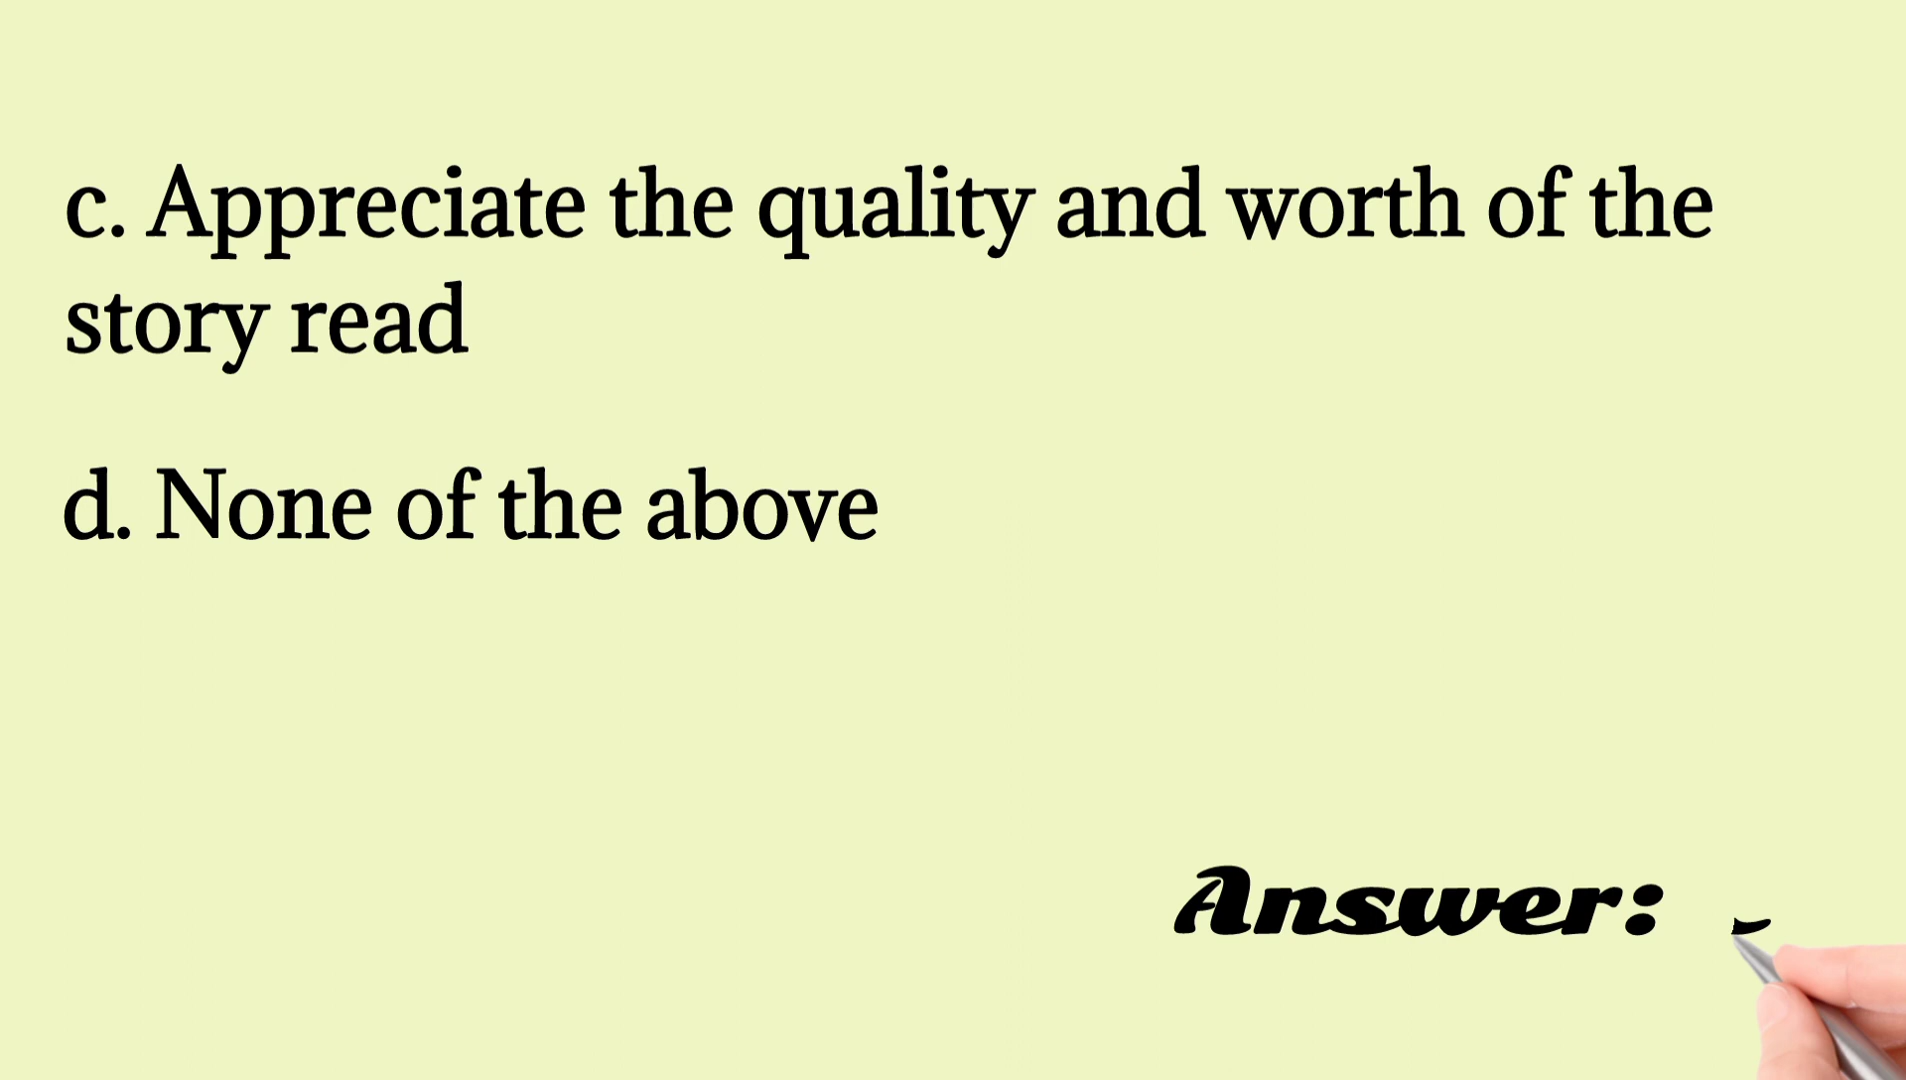 c. Appreciate the quality and worth of the
story read
d. None of the above
Answer: